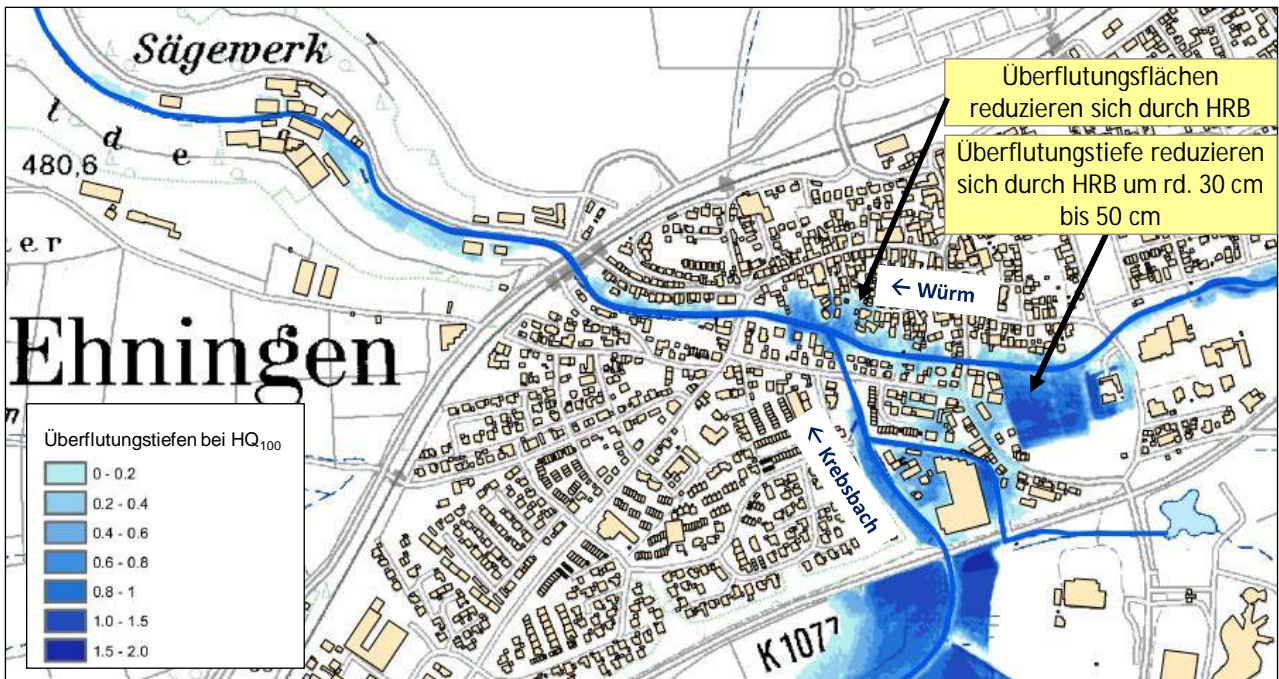 Sägewerk
l d e
480,6
er
Überflutungsflächen
reduzieren sich durch HRB
Überflutungstiefe reduzieren
sich durch HRB um rd. 30 cm
bis 50 cm
← Würm
Ehningen
← Krebsbach
K 1077
Überflutungstiefen bei HQ100
0 - 0.2
0.2 - 0.4
0.4 - 0.6
0.6 - 0.8
0.8 - 1
1.0 - 1.5
1.5 - 2.0